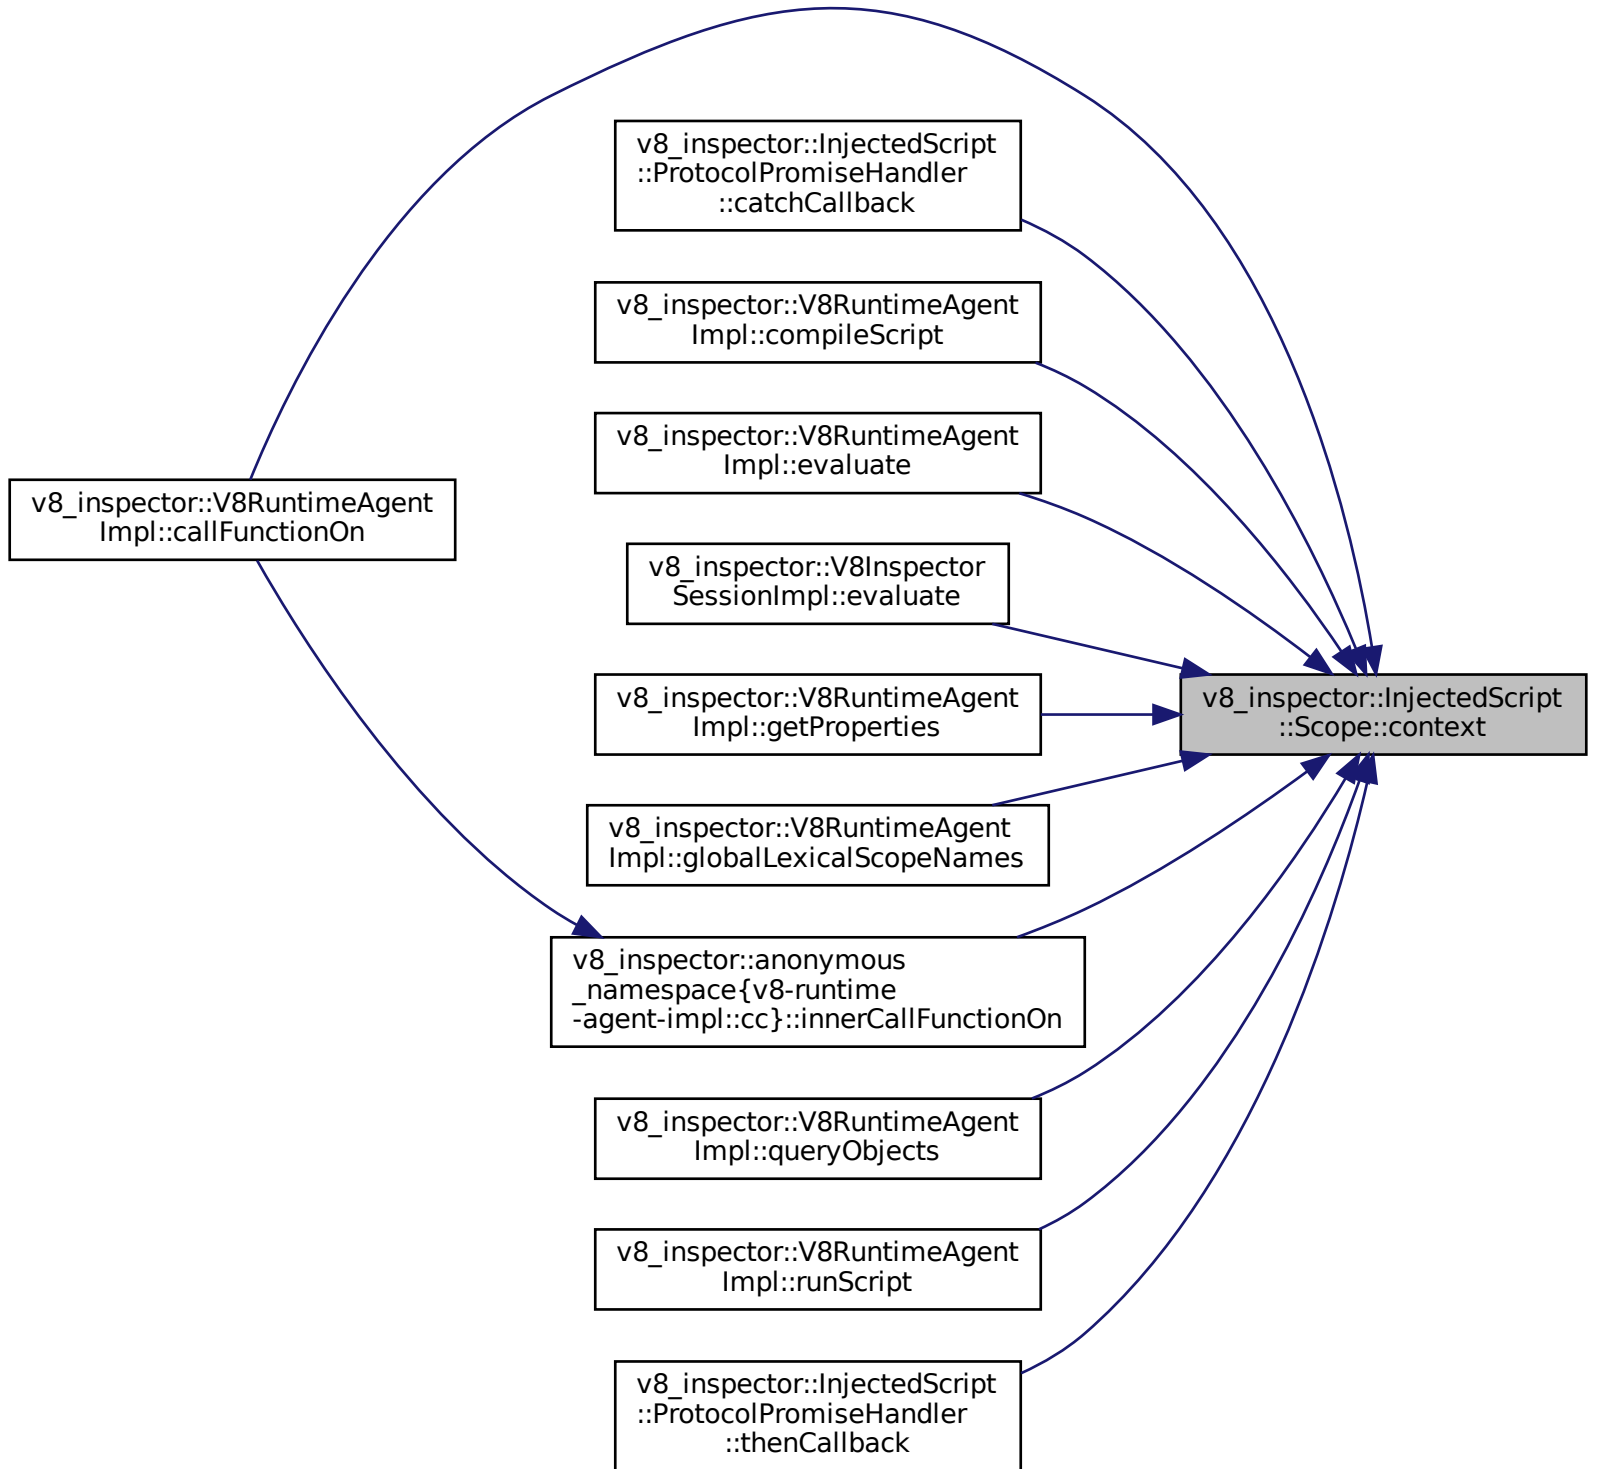 v8_inspector::InjectedScript
::ProtocolPromiseHandler
::catchCallback
v8_inspector::V8RuntimeAgent
Impl::compileScript
v8_inspector::V8RuntimeAgent
Impl::evaluate
v8_inspector::V8RuntimeAgent
Impl::callFunctionOn
v8_inspector::V8Inspector
SessionImpl::evaluate
v8_inspector::V8RuntimeAgent
Impl::getProperties
v8_inspector::InjectedScript
::Scope::context
v8_inspector::V8RuntimeAgent
Impl::globalLexicalScopeNames
v8_inspector::anonymous
_namespace{v8-runtime
-agent-impl::cc}::innerCallFunctionOn
v8_inspector::V8RuntimeAgent
Impl::queryObjects
v8_inspector::V8RuntimeAgent
Impl::runScript
v8_inspector::InjectedScript
::ProtocolPromiseHandler
::thenCallback